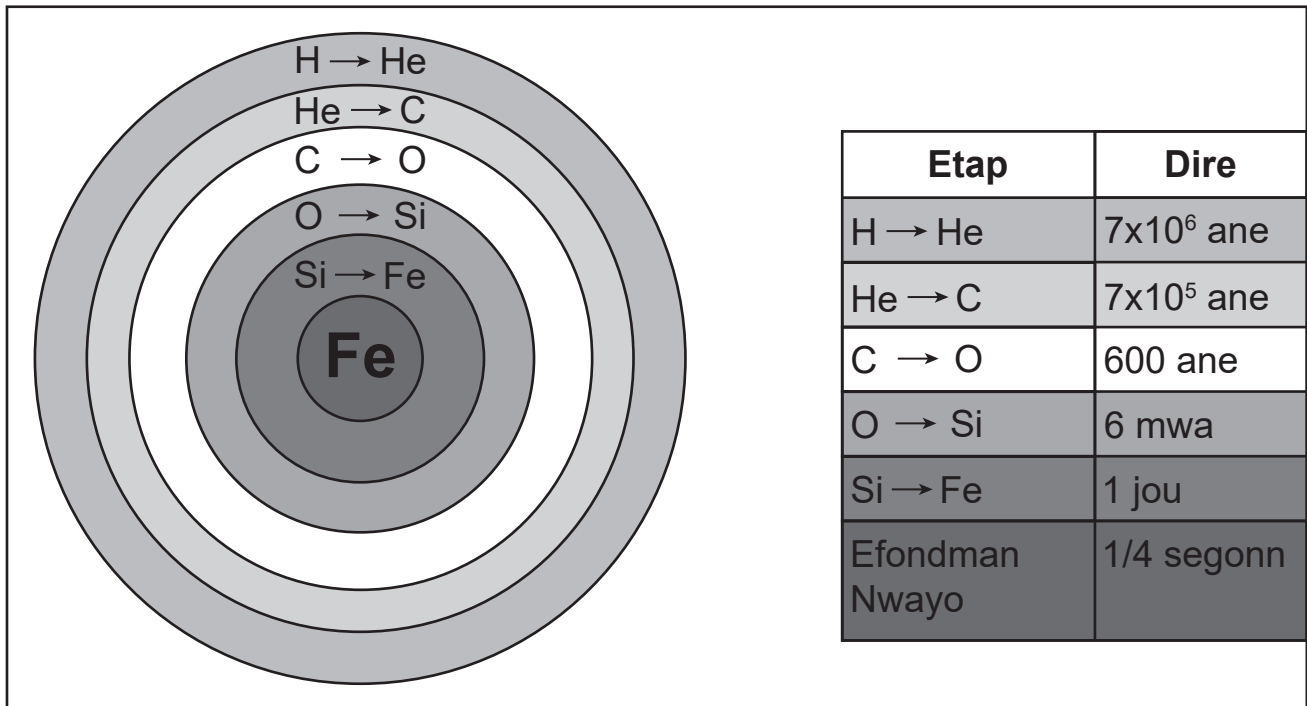 H → He
He → C
C → O
O → Si
Si → Fe
Fe
Etap Dire
H → He 7x10⁶ ane
He → C 7x10⁵ ane
C → O 600 ane
O → Si 6 mwa
Si → Fe 1 jou
Efondman 1/4 segonn
Nwayo